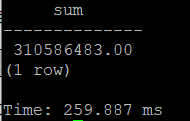 sum
--------------
310586483.00
(1 row)
Time: 259.887 ms